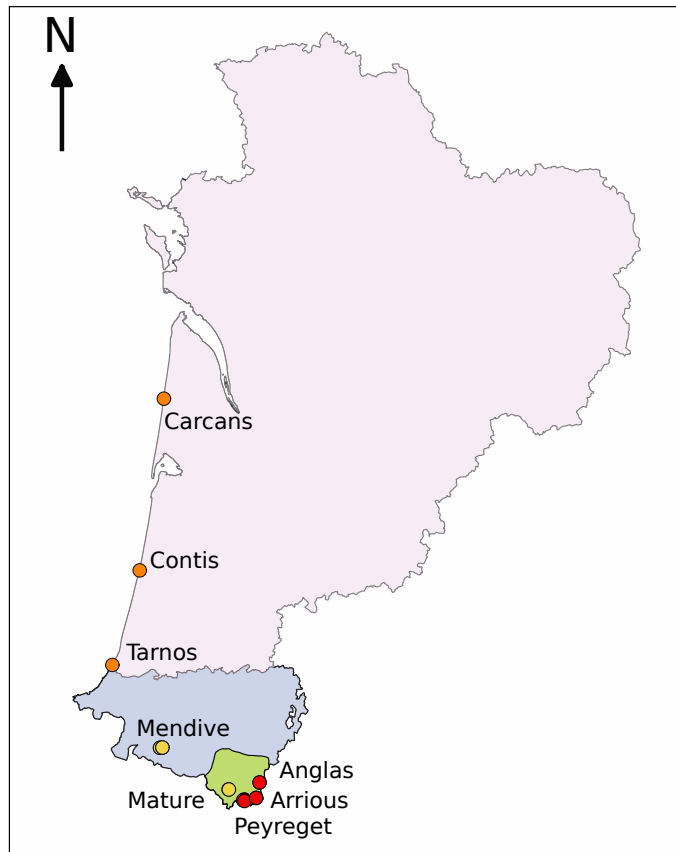 N
Carcans
Contis
Tarnos
Mendive
Anglas
Mature
Arrious
Peyreget